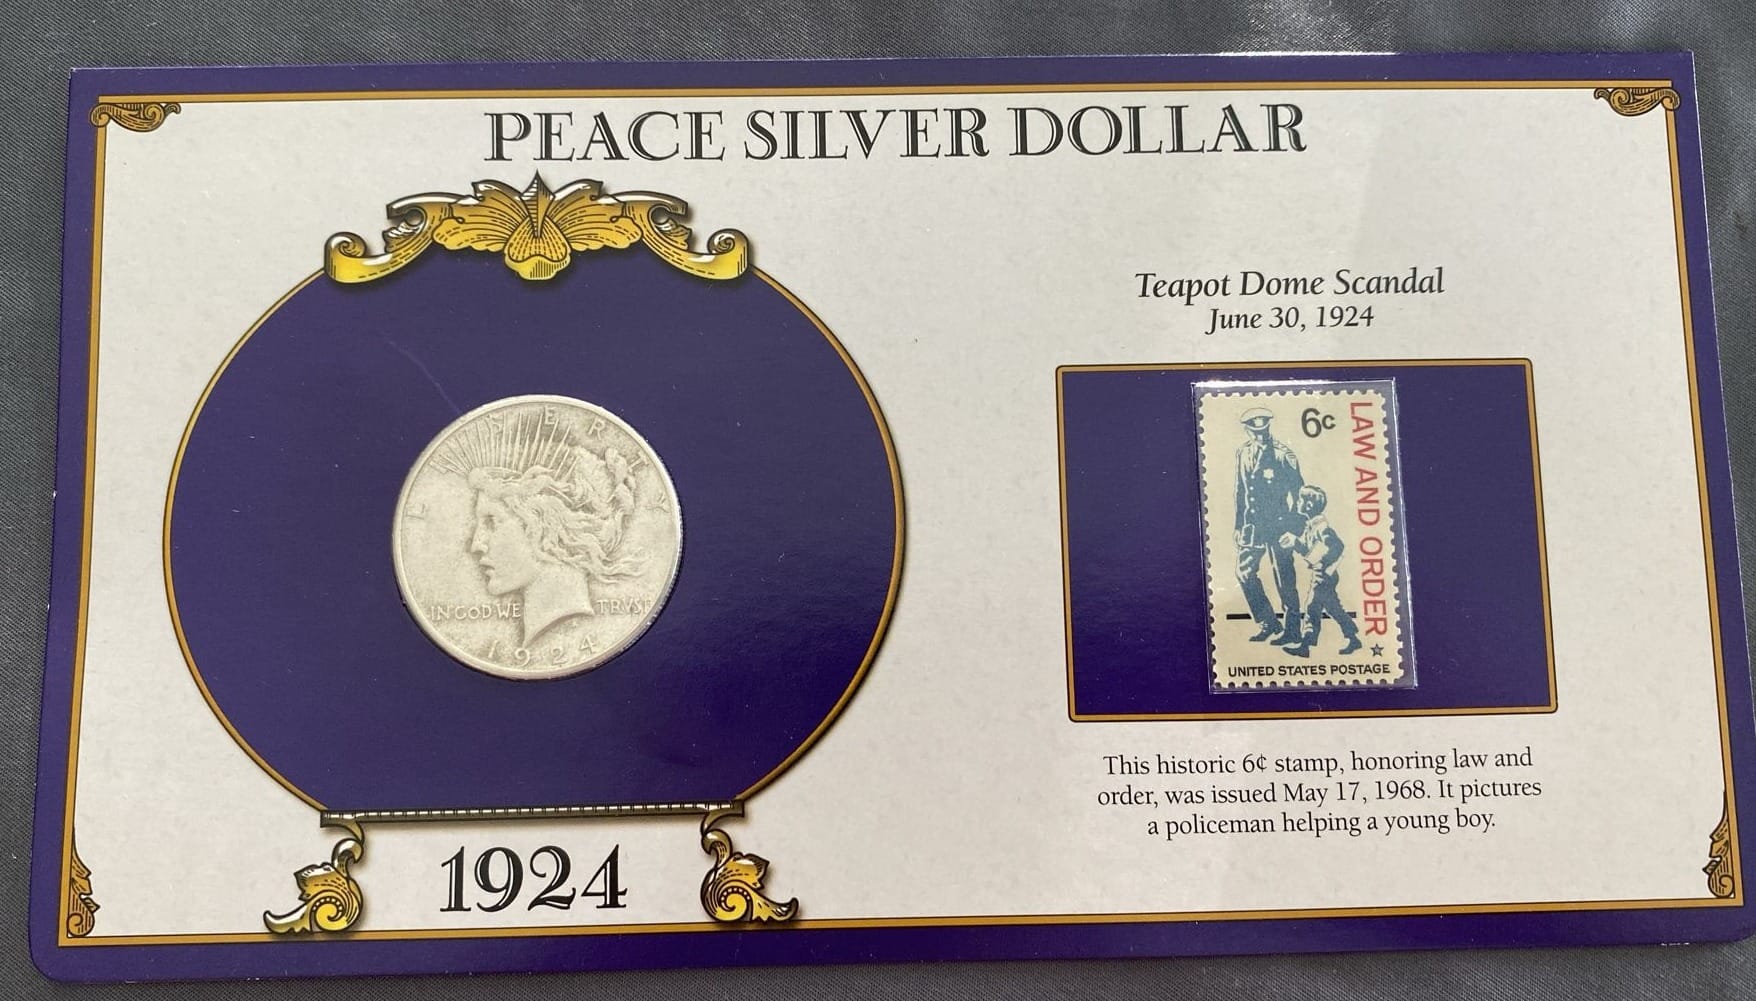 PEACE SILVER DOLLAR
LIBERTY
IN GOD WE TRVST
1924
1924
Teapot Dome Scandal
June 30, 1924
6c
LAW AND ORDER
UNITED STATES POSTAGE
This historic 6¢ stamp, honoring law and
order, was issued May 17, 1968. It pictures
a policeman helping a young boy.